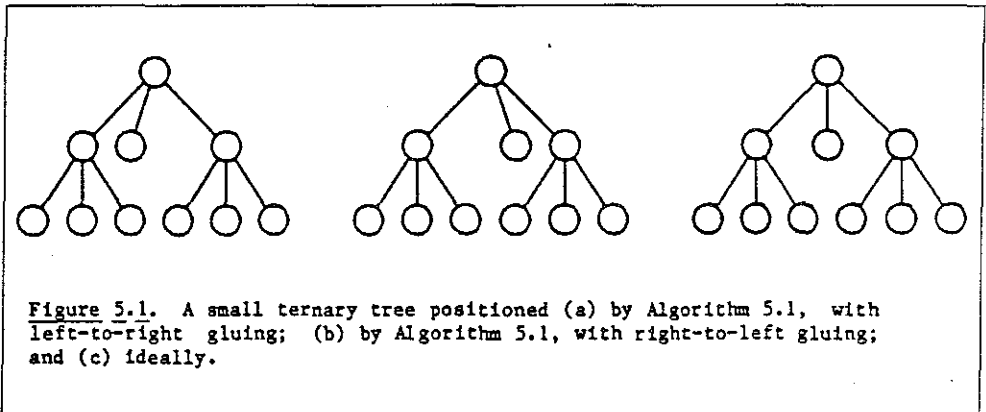 Figure 5.1. A small ternary tree positioned (a) by Algorithm 5.1, with
left-to-right gluing; (b) by Algorithm 5.1, with right-to-left gluing;
and (c) ideally.